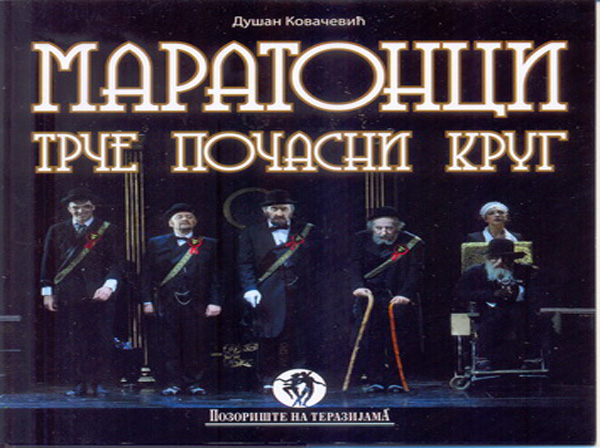 Душан Ковачевић
МАРАТОНЦИ
ТРЧЕ ПОЧАСНИ КРУГ
ПОЗОРИШТЕ НА ТЕРАЗИЈАМА